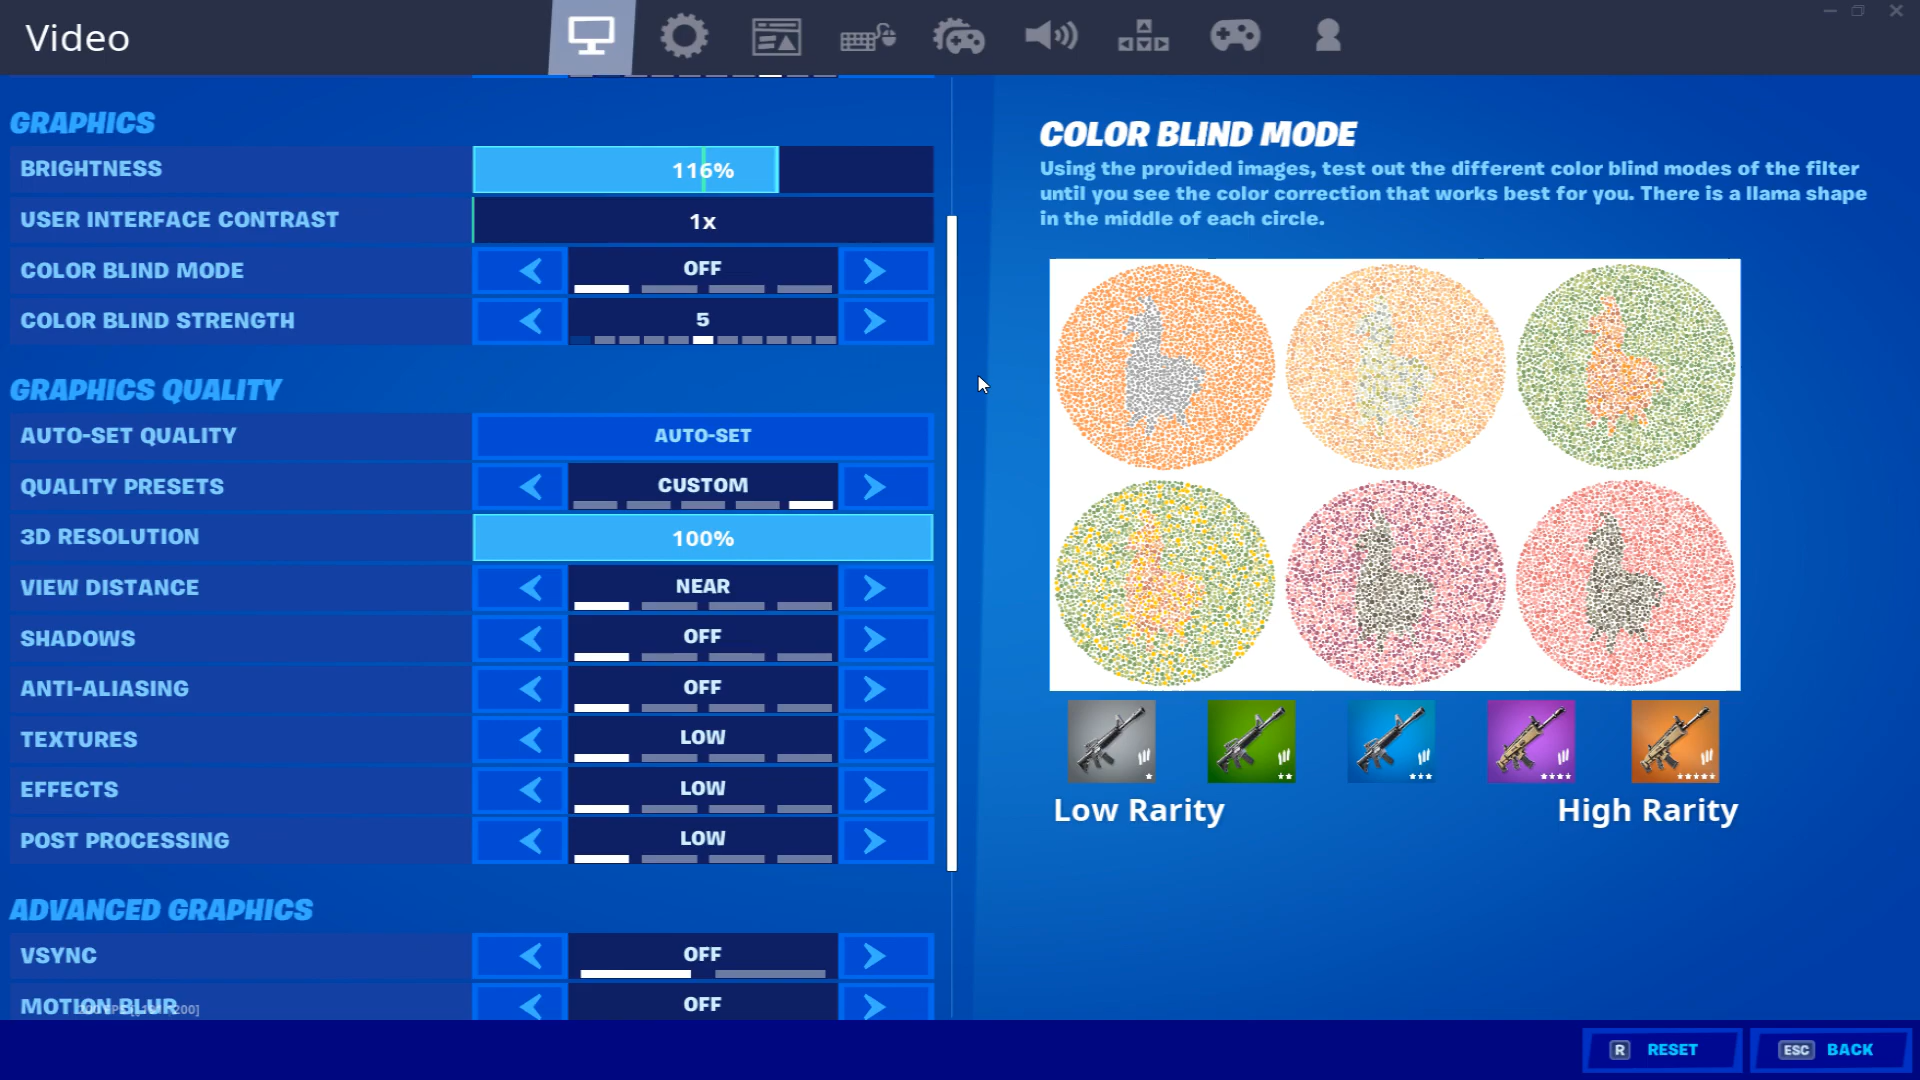 Video
GRAPHICS
BRIGHTNESS
116%
USER INTERFACE CONTRAST
1x
COLOR BLIND MODE
OFF
COLOR BLIND STRENGTH
5
GRAPHICS QUALITY
AUTO-SET QUALITY
AUTO-SET
QUALITY PRESETS
CUSTOM
3D RESOLUTION
100%
VIEW DISTANCE
NEAR
SHADOWS
OFF
ANTI-ALIASING
OFF
TEXTURES
LOW
EFFECTS
LOW
POST PROCESSING
LOW
ADVANCED GRAPHICS
VSYNC
OFF
MOTION BLUR
OFF
COLOR BLIND MODE
Using the provided images, test out the different color blind modes of the filter
until you see the color correction that works best for you. There is a llama shape
in the middle of each circle.
Low Rarity
High Rarity
R RESET
ESC BACK